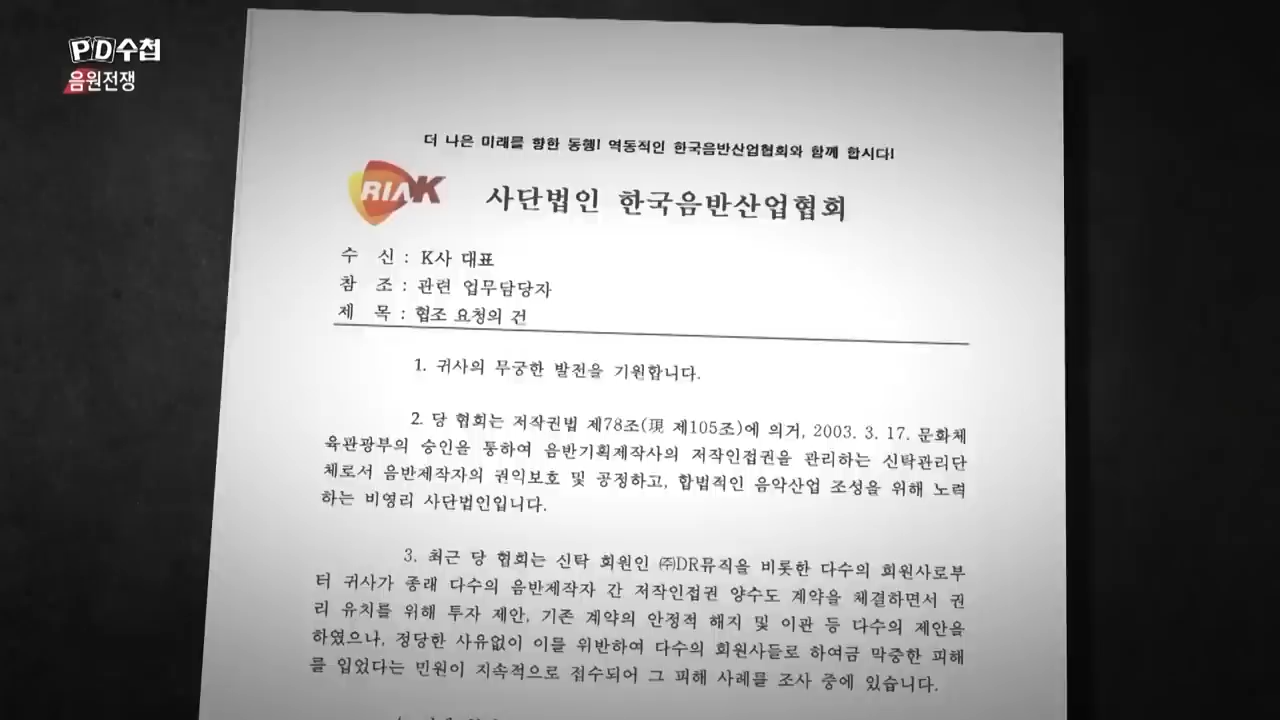 PD수첩
음원전쟁
더 나은 미래를 향한 동행! 역동적인 한국음반산업협회와 함께 합시다!
RIAK 사단법인 한국음반산업협회
수 신 : K사 대표
참 조 : 관련 업무담당자
제 목 : 협조 요청의 건
1. 귀사의 무궁한 발전을 기원합니다.
2. 당 협회는 저작권법 제78조(現 제105조)에 의거, 2003. 3. 17. 문화체
육관광부의 승인을 통하여 음반기획제작사의 저작인접권을 관리하는 신탁관리단
체로서 음반제작자의 권익보호 및 공정하고, 합법적인 음악산업 조성을 위해 노력
하는 비영리 사단법인입니다.
3. 최근 당 협회는 신탁 회원인 ㈜DR뮤직을 비롯한 다수의 회원사로부
터 귀사가 종래 다수의 음반제작자 간 저작인접권 양수도 계약을 체결하면서 권
리 유치를 위해 투자 제안, 기존 계약의 안정적 해지 및 이관 등 다수의 제안을
하였으나, 정당한 사유없이 이를 위반하여 다수의 회원사들로 하여금 막중한 피해
를 입었다는 민원이 지속적으로 접수되어 그 피해 사례를 조사 중에 있습니다.